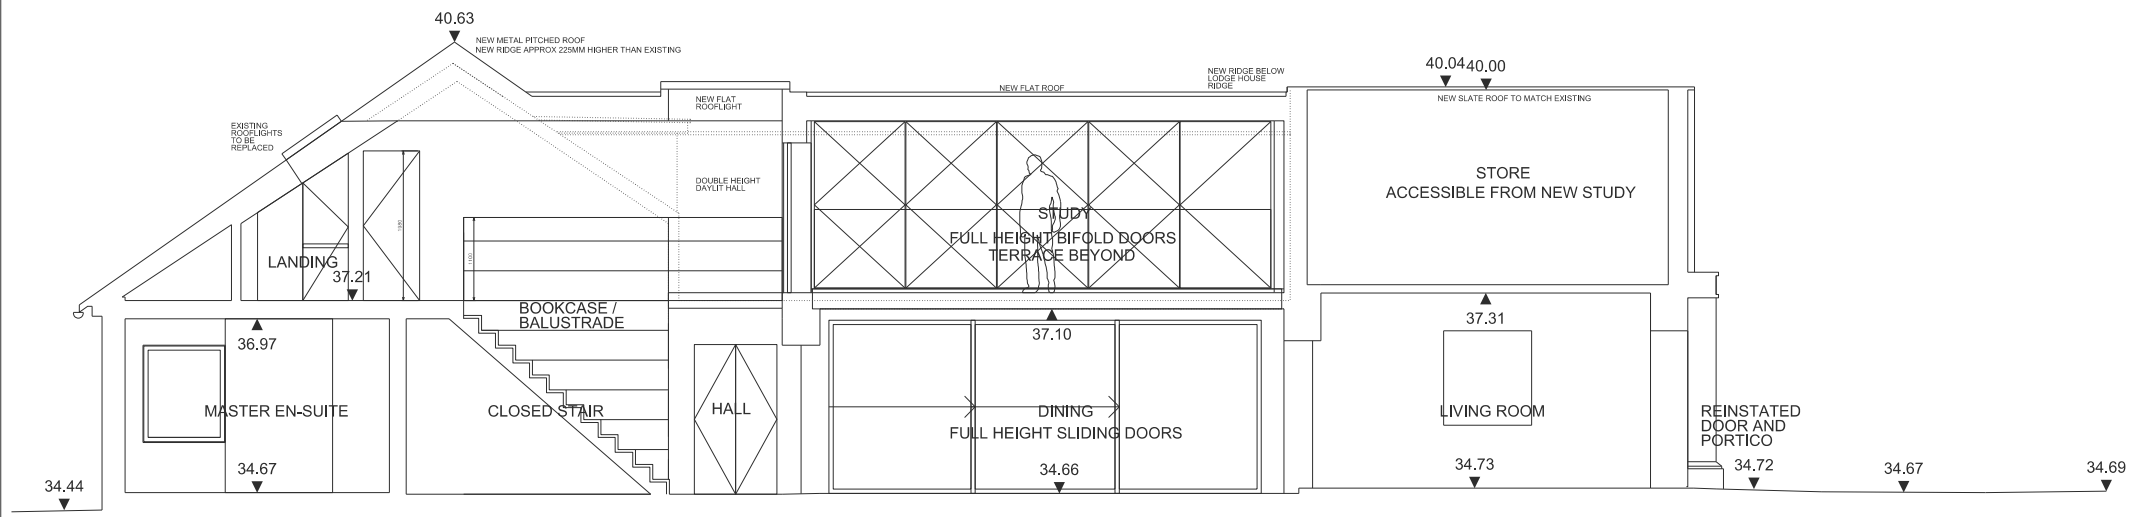 40.63
NEW METAL PITCHED ROOF
NEW RIDGE APPROX 225MM HIGHER THAN EXISTING
40.04
40.00
NEW RIDGE BELOW
LODGE HOUSE
RIDGE
NEW FLAT ROOF
NEW SLATE ROOF TO MATCH EXISTING
NEW FLAT
ROOFLIGHT
EXISTING
ROOFLIGHTS
TO BE
REPLACED
DOUBLE HEIGHT
DAYLIT HALL
STORE
ACCESSIBLE FROM NEW STUDY
STUDY
FULL HEIGHT BIFOLD DOORS
TERRACE BEYOND
1100
LANDING
37.21
BOOKCASE /
BALUSTRADE
36.97
37.10
37.31
MASTER EN-SUITE
CLOSED STAIR
HALL
DINING
FULL HEIGHT SLIDING DOORS
LIVING ROOM
REINSTATED
DOOR AND
PORTICO
34.44
34.67
34.66
34.73
34.72
34.67
34.69